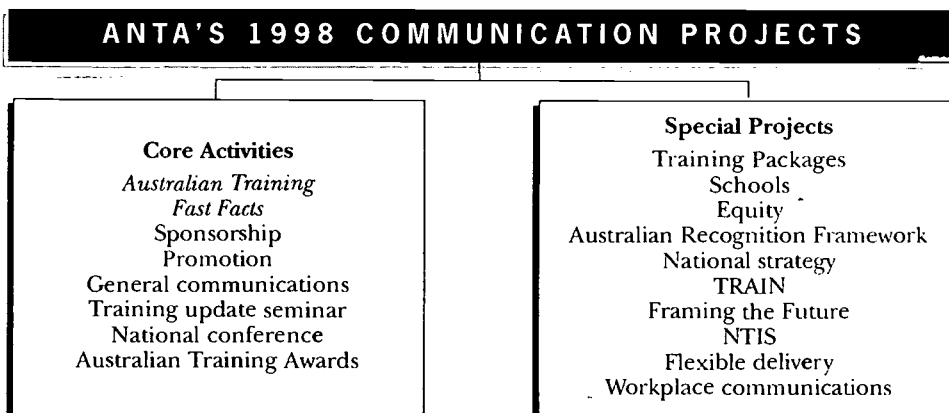 ANTA'S 1998 COMMUNICATION PROJECTS
Core Activities
Australian Training
Fast Facts
Sponsorship
Promotion
General communications
Training update seminar
National conference
Australian Training Awards
Special Projects
Training Packages
Schools
Equity
Australian Recognition Framework
National strategy
TRAIN
Framing the Future
NTIS
Flexible delivery
Workplace communications